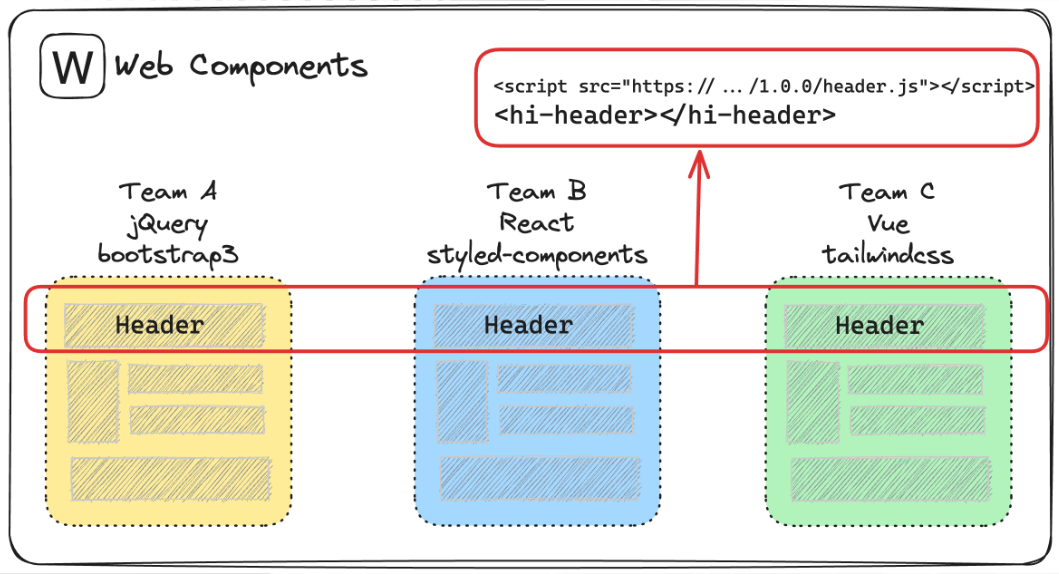 W Web Components
<script src="https:// … /1.0.0/header.js"></script>
<hi-header></hi-header>
Team A
jQuery
bootstrap3
Team B
React
styled-components
Team C
Vue
tailwindcss
Header
Header
Header